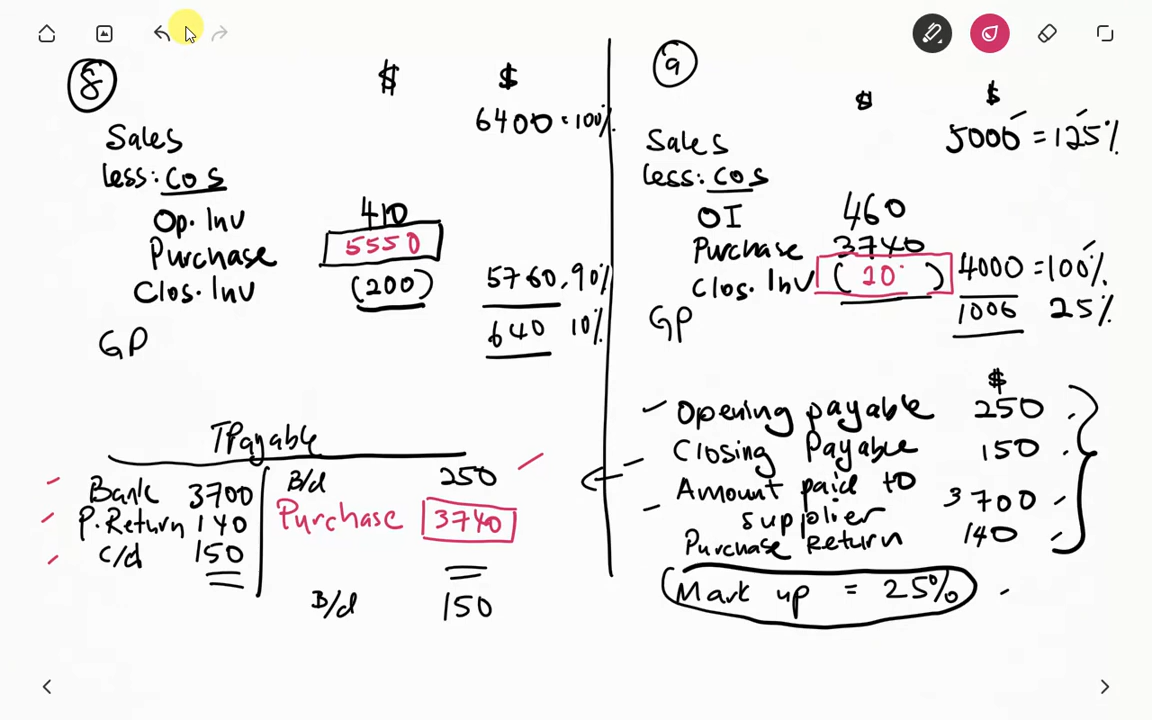 8
$ $
6400 = 100%
Sales
less: COS
Op. Inv 410
Purchase 5550
Clos. Inv (200) 5760, 90%
GP 640 10%
TPayable
Bank 3700 B/d 250
P. Return 140 Purchase 3740
c/d 150
B/d 150
9
$ $
Sales 5000 = 125%
less: COS
OI 460
Purchase 3740
Clos. Inv (20 ) 4000 = 100%
GP 1000 25%
$
Opening payable 250
Closing Payable 150
Amount paid to
supplier 3700
Purchase Return 140
Mark up = 25%